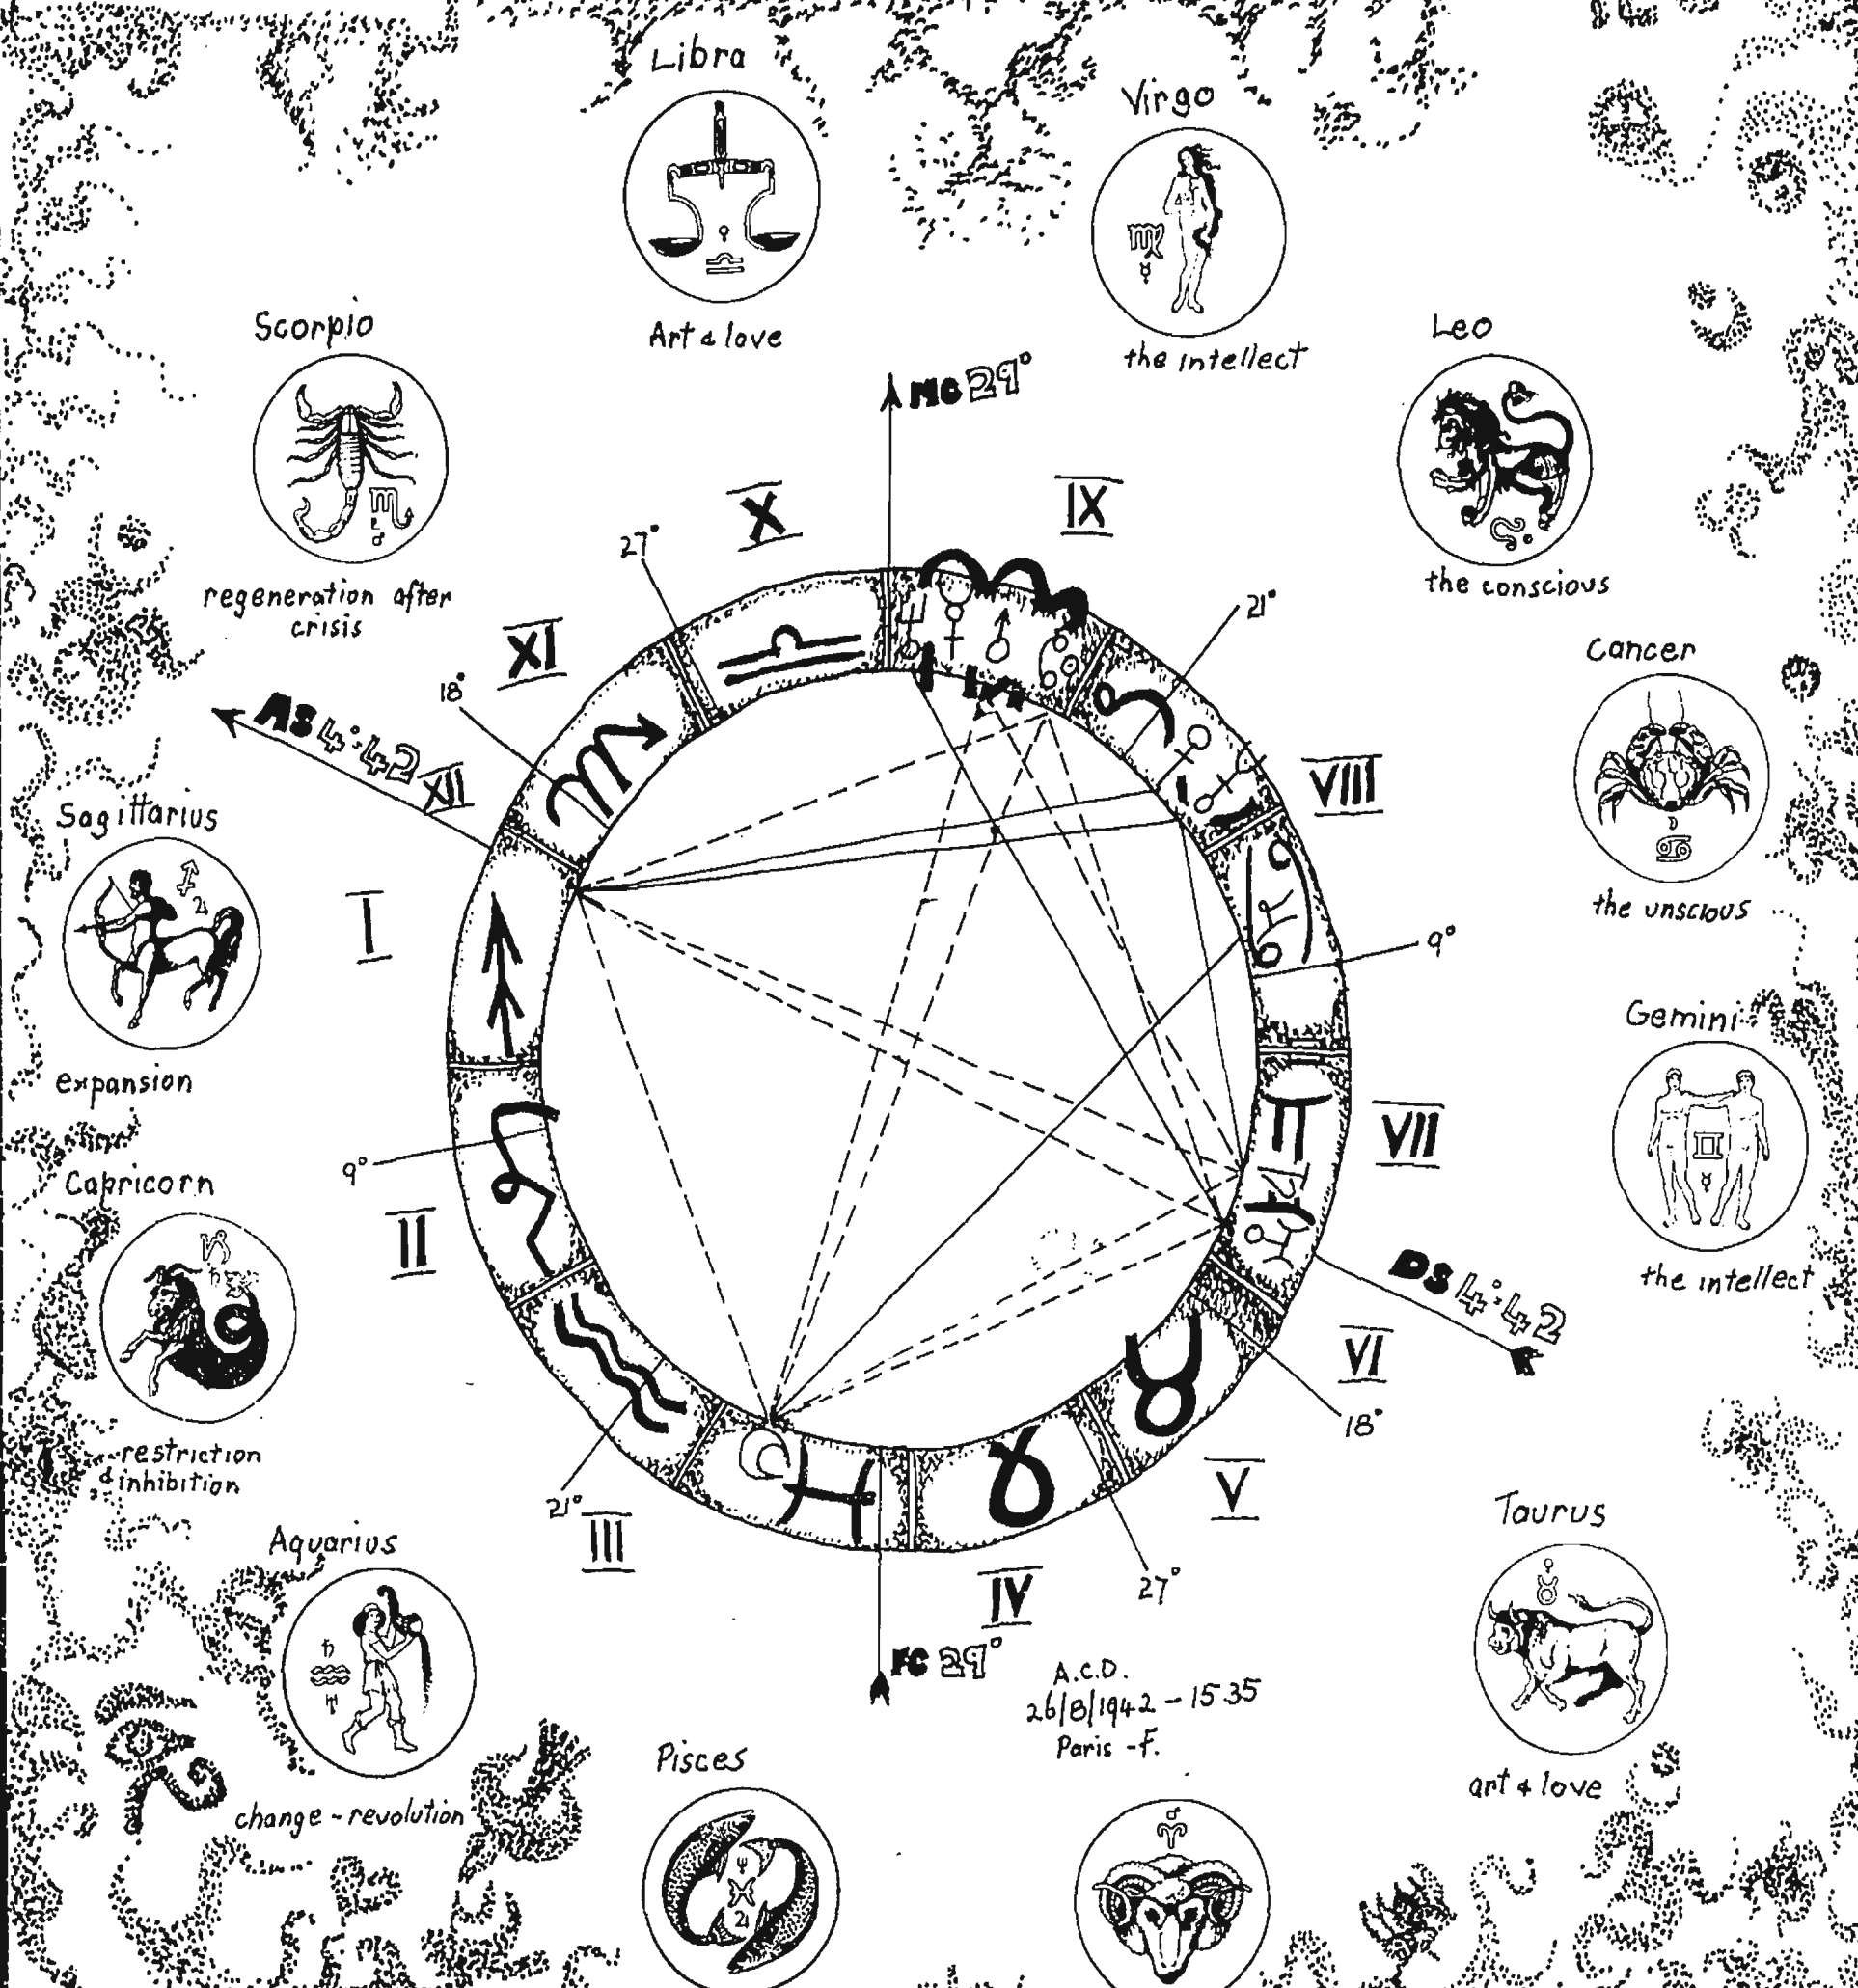 Libra
Virgo
Art & love
the intellect
Scorpio
Leo
MC 29°
regeneration after
crisis
the conscious
X
IX
27°
21°
XI
18°
Cancer
AS 4:42
XII
VIII
Sagittarius
the unscious
I
9°
expansion
Gemini
VII
9°
Capricorn
II
the intellect
DS 4:42
VI
restriction
& inhibition
18°
21°
III
V
Aquarius
Taurus
IV
27°
FC 29°
A.C.D.
26/8/1942 - 15 35
Paris - F.
Pisces
change - revolution
art & love